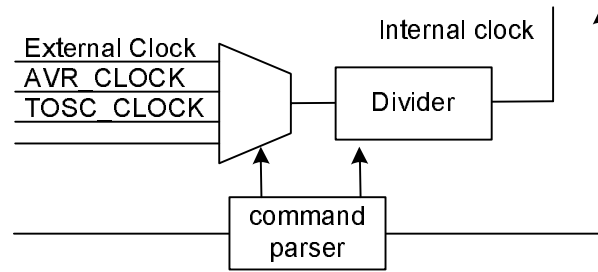 External Clock
Internal clock
AVR_CLOCK
TOSC_CLOCK
Divider
command
parser